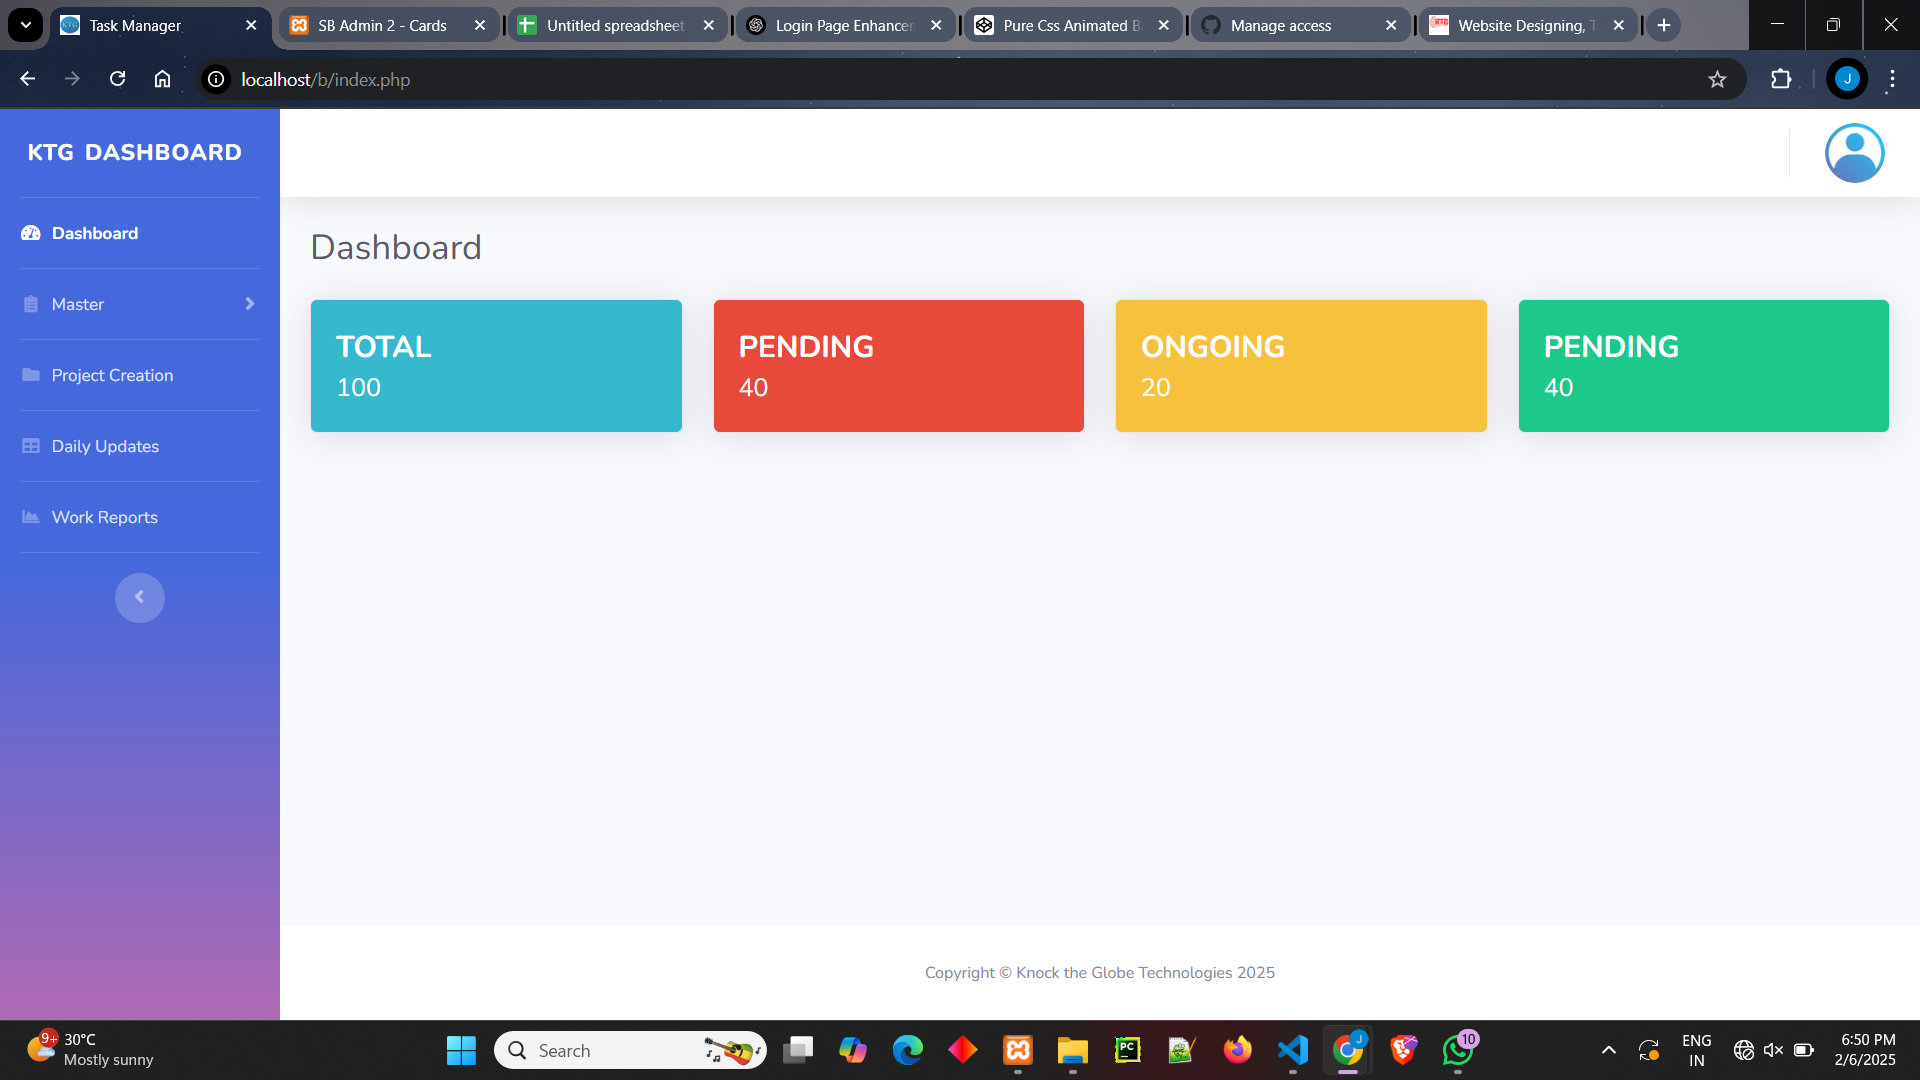 Task Manager
SB Admin 2 - Cards
Untitled spreadsheet
Login Page Enhancen
Pure Css Animated B
Manage access
Website Designing, T
localhost/b/index.php
J
KTG DASHBOARD
Dashboard
Master
Project Creation
Daily Updates
Work Reports
Dashboard
TOTAL
100
PENDING
40
ONGOING
20
PENDING
40
Copyright © Knock the Globe Technologies 2025
9+
30°C
Mostly sunny
Search
PC
J
10
ENG
IN
6:50 PM
2/6/2025